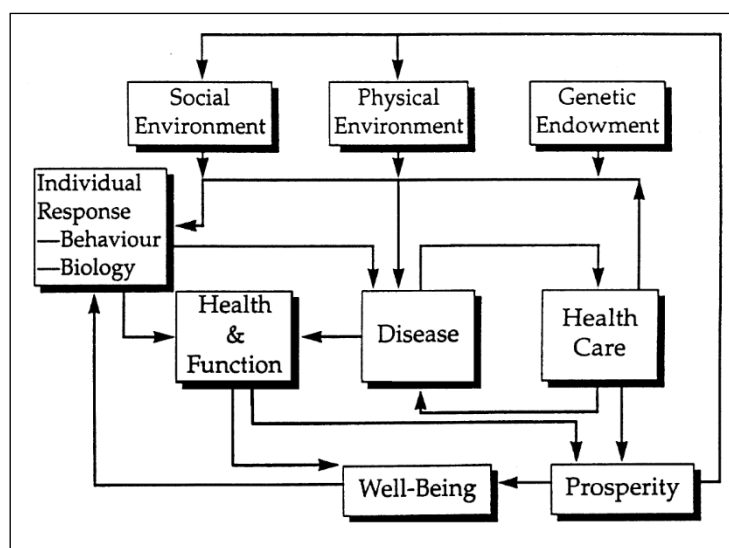 Social
Environment
Physical
Environment
Genetic
Endowment
Individual
Response
—Behaviour
—Biology
Health
&
Function
Disease
Health
Care
Well-Being
Prosperity